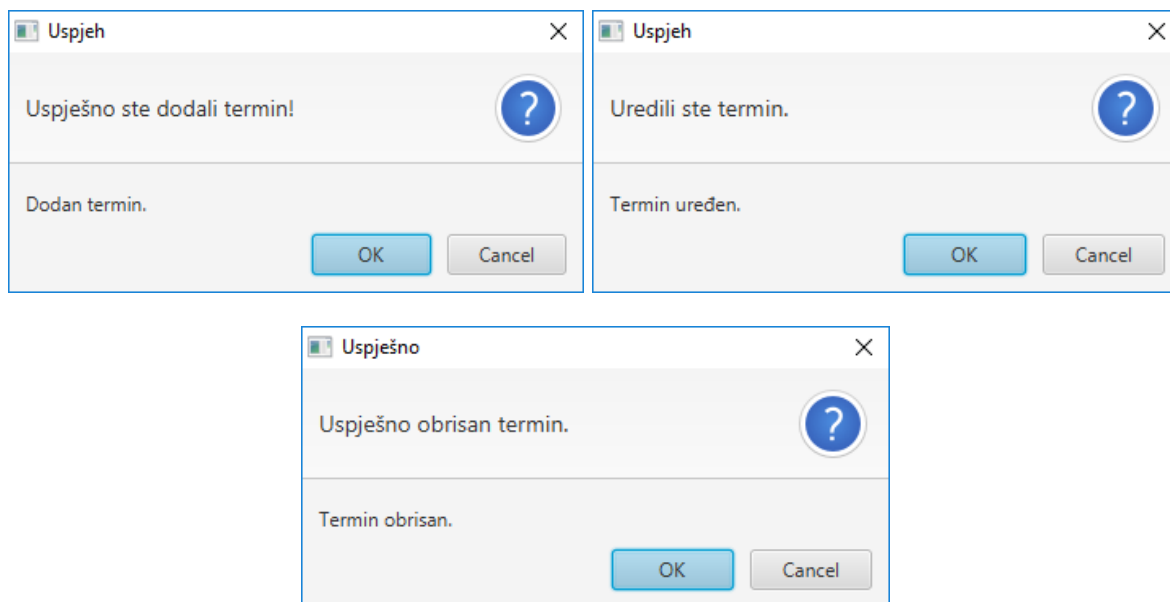 Uspjeh
Uspješno ste dodali termin!
?
Dodan termin.
OK Cancel
Uspjeh
Uredili ste termin.
?
Termin uređen.
OK Cancel
Uspješno
Uspješno obrisan termin.
?
Termin obrisan.
OK Cancel